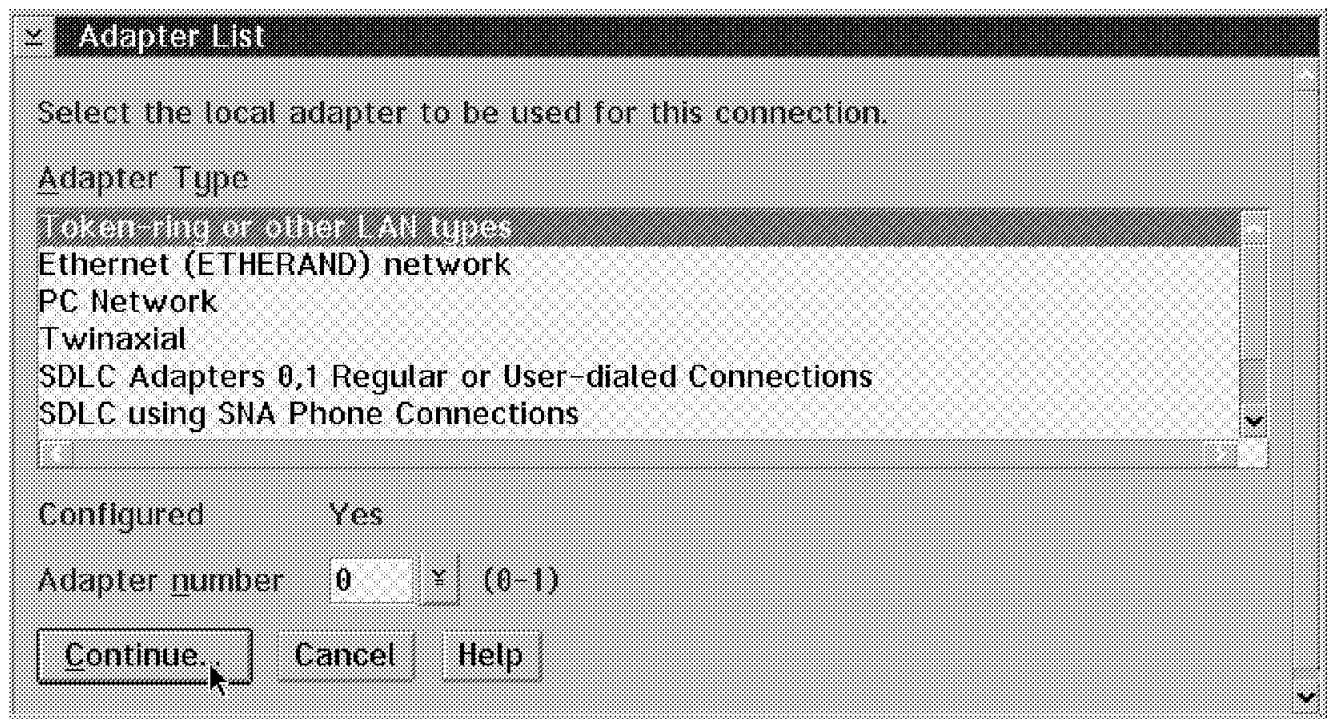 Adapter List
Select the local adapter to be used for this connection.
Adapter Type
Token-ring or other LAN types
Ethernet (ETHERAND) network
PC Network
Twinaxial
SDLC Adapters 0,1 Regular or User-dialed Connections
SDLC using SNA Phone Connections
Configured Yes
Adapter number 0 (0-1)
Continue.. Cancel Help